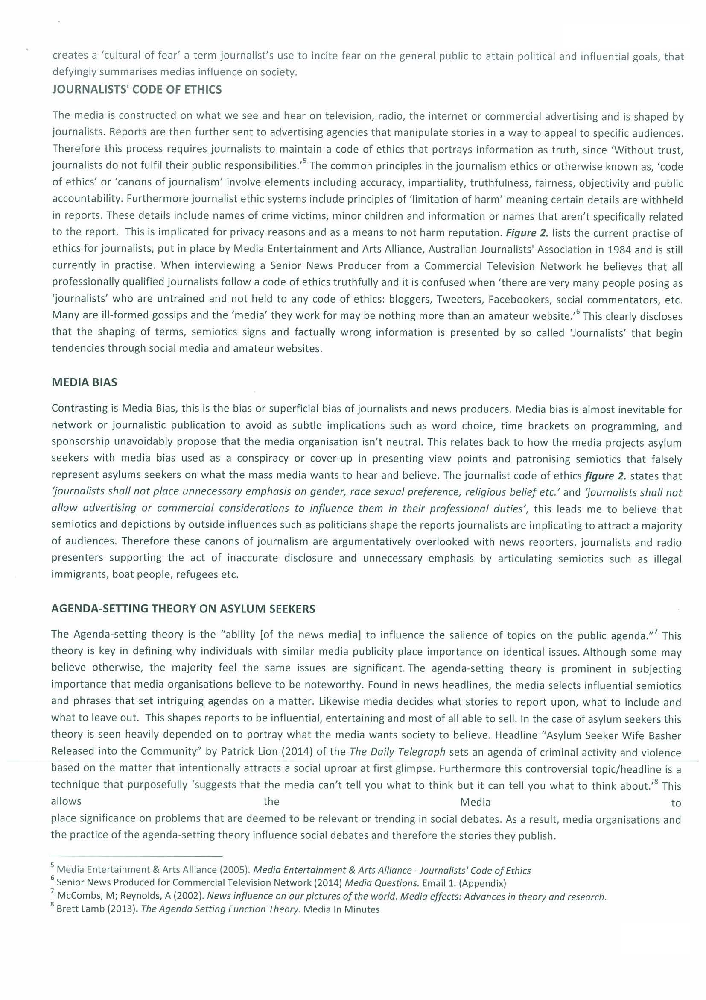 creates a ‘cultural of fear’ a term journalist’s use to incite fear on the general public to attain political and influential goals, that
defyingly summarises medias influence on society.
JOURNALISTS' CODE OF ETHICS
The media is constructed on what we see and hear on television, radio, the internet or commercial advertising and is shaped by
journalists. Reports are then further sent to advertising agencies that manipulate stories in a way to appeal to specific audiences.
Therefore this process requires journalists to maintain a code of ethics that portrays information as truth, since ‘Without trust,
journalists do not fulfil their public responsibilities.’5 The common principles in the journalism ethics or otherwise known as, ‘code
of ethics’ or ‘canons of journalism’ involve elements including accuracy, impartiality, truthfulness, fairness, objectivity and public
accountability. Furthermore journalist ethic systems include principles of ‘limitation of harm’ meaning certain details are withheld
in reports. These details include names of crime victims, minor children and information or names that aren’t specifically related
to the report.  This is implicated for privacy reasons and as a means to not harm reputation. Figure 2. lists the current practise of
ethics for journalists, put in place by Media Entertainment and Arts Alliance, Australian Journalists' Association in 1984 and is still
currently in practise. When interviewing a Senior News Producer from a Commercial Television Network he believes that all
professionally qualified journalists follow a code of ethics truthfully and it is confused when ‘there are very many people posing as
‘journalists’ who are untrained and not held to any code of ethics: bloggers, Tweeters, Facebookers, social commentators, etc.
Many are ill-formed gossips and the ‘media’ they work for may be nothing more than an amateur website.’6 This clearly discloses
that the shaping of terms, semiotics signs and factually wrong information is presented by so called ‘Journalists’ that begin
tendencies through social media and amateur websites.
MEDIA BIAS
Contrasting is Media Bias, this is the bias or superficial bias of journalists and news producers. Media bias is almost inevitable for
network or journalistic publication to avoid as subtle implications such as word choice, time brackets on programming, and
sponsorship unavoidably propose that the media organisation isn’t neutral. This relates back to how the media projects asylum
seekers with media bias used as a conspiracy or cover-up in presenting view points and patronising semiotics that falsely
represent asylums seekers on what the mass media wants to hear and believe. The journalist code of ethics figure 2. states that
‘journalists shall not place unnecessary emphasis on gender, race sexual preference, religious belief etc.’ and ‘journalists shall not
allow advertising or commercial considerations to influence them in their professional duties’, this leads me to believe that
semiotics and depictions by outside influences such as politicians shape the reports journalists are implicating to attract a majority
of audiences. Therefore these canons of journalism are argumentatively overlooked with news reporters, journalists and radio
presenters supporting the act of inaccurate disclosure and unnecessary emphasis by articulating semiotics such as illegal
immigrants, boat people, refugees etc.
AGENDA-SETTING THEORY ON ASYLUM SEEKERS
The Agenda-setting theory is the “ability [of the news media] to influence the salience of topics on the public agenda.”7 This
theory is key in defining why individuals with similar media publicity place importance on identical issues. Although some may
believe otherwise, the majority feel the same issues are significant. The agenda-setting theory is prominent in subjecting
importance that media organisations believe to be noteworthy. Found in news headlines, the media selects influential semiotics
and phrases that set intriguing agendas on a matter. Likewise media decides what stories to report upon, what to include and
what to leave out.  This shapes reports to be influential, entertaining and most of all able to sell. In the case of asylum seekers this
theory is seen heavily depended on to portray what the media wants society to believe. Headline “Asylum Seeker Wife Basher
Released into the Community” by Patrick Lion (2014) of the The Daily Telegraph sets an agenda of criminal activity and violence
based on the matter that intentionally attracts a social uproar at first glimpse. Furthermore this controversial topic/headline is a
technique that purposefully ‘suggests that the media can’t tell you what to think but it can tell you what to think about.’8 This
allows the Media to
place significance on problems that are deemed to be relevant or trending in social debates. As a result, media organisations and
the practice of the agenda-setting theory influence social debates and therefore the stories they publish.
5 Media Entertainment & Arts Alliance (2005). Media Entertainment & Arts Alliance - Journalists' Code of Ethics
6 Senior News Produced for Commercial Television Network (2014) Media Questions. Email 1. (Appendix)
7 McCombs, M; Reynolds, A (2002). News influence on our pictures of the world. Media effects: Advances in theory and research.
8 Brett Lamb (2013). The Agenda Setting Function Theory. Media In Minutes